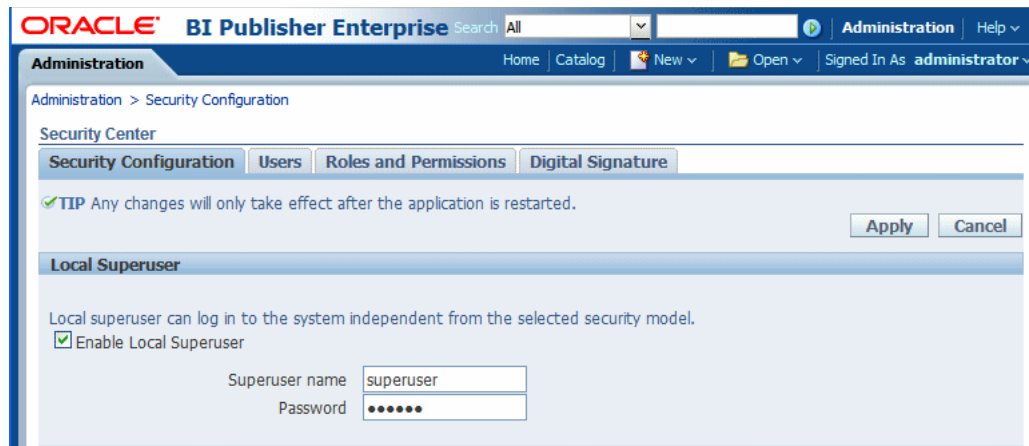 ORACLE BI Publisher Enterprise Search All Administration Help
Administration Home Catalog New Open Signed In As administrator
Administration > Security Configuration
Security Center
Security Configuration Users Roles and Permissions Digital Signature
TIP Any changes will only take effect after the application is restarted.
Apply Cancel
Local Superuser
Local superuser can log in to the system independent from the selected security model.
Enable Local Superuser
Superuser name superuser
Password ••••••